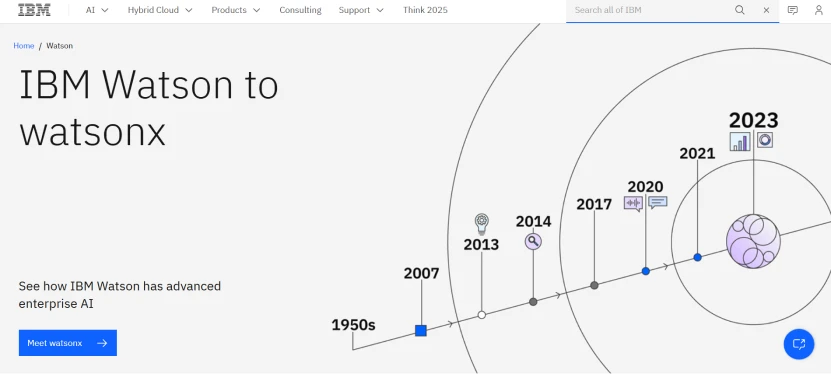 IBM
AI
Hybrid Cloud
Products
Consulting
Support
Think 2025
Search all of IBM
Home / Watson
IBM Watson to
watsonx
2023
2021
2020
2017
2014
2013
2007
1950s
See how IBM Watson has advanced
enterprise AI
Meet watsonx